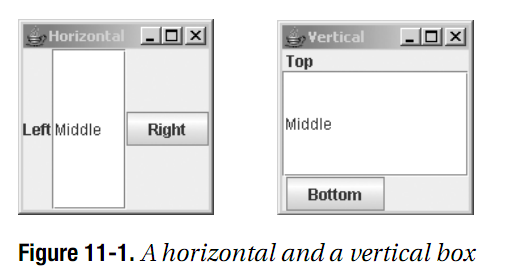 Horizontal
Left Middle Right
Vertical
Top
Middle
Bottom
Figure 11-1. A horizontal and a vertical box